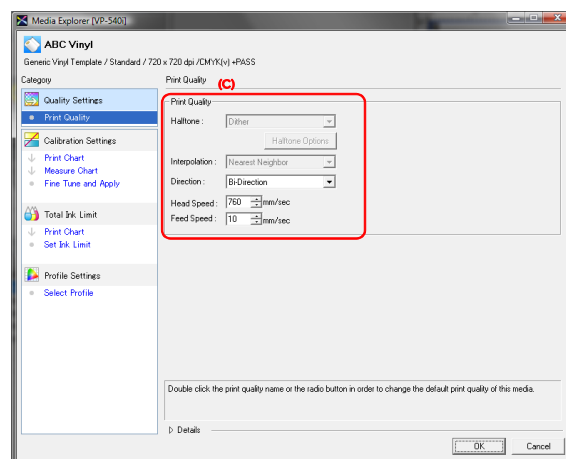 Media Explorer [VP-540i]
ABC Vinyl
Generic Vinyl Template / Standard / 720 x 720 dpi /CMYK(v) +PASS
Category
Print Quality
(C)
Quality Settings
Print Quality
Print Quality
Halftone :
Dither
Halftone Options
Interpolation :
Nearest Neighbor
Direction :
Bi-Direction
Head Speed :
760
mm/sec
Feed Speed :
10
mm/sec
Calibration Settings
Print Chart
Measure Chart
Fine Tune and Apply
Total Ink Limit
Print Chart
Set Ink Limit
Profile Settings
Select Profile
Double click the print quality name or the radio button in order to change the default print quality of this media.
Details
OK
Cancel